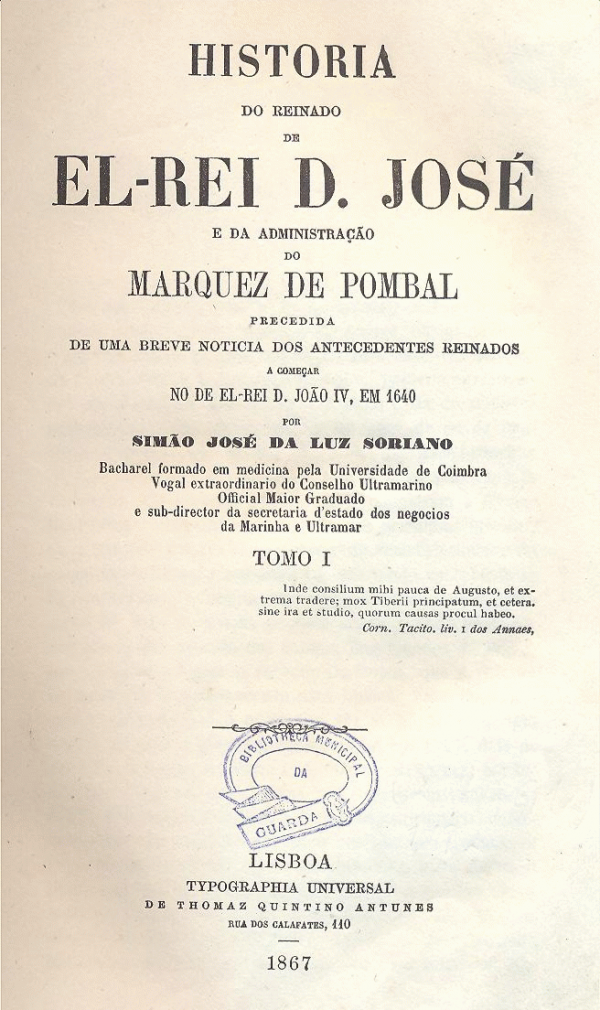 HISTORIA
DO REINADO
DE
EL-REI D. JOSÉ
E DA ADMINISTRAÇÃO
DO
MARQUEZ DE POMBAL
PRECEDIDA
DE UMA BREVE NOTICIA DOS ANTECEDENTES REINADOS
A COMEÇAR
NO DE EL-REI D. JOÃO IV, EM 1640
POR
SIMÃO JOSÉ DA LUZ SORIANO
Bacharel formado em medicina pela Universidade de Coimbra
Vogal extraordinario do Conselho Ultramarino
Official Maior Graduado
e sub-director da secretaria d'estado dos negocios
da Marinha e Ultramar
TOMO I
Inde consilium mihi pauca de Augusto, et ex-
trema tradere; mox Tiberii principatum, et cetera.
sine ira et studio, quorum causas procul habeo.
Corn. Tacito. liv. I dos Annaes,
BIBLIOTHECA MUNICIPAL
DA
GUARDA
LISBOA
TYPOGRAPHIA UNIVERSAL
DE THOMAZ QUINTINO ANTUNES
RUA DOS CALAFATES, 110
1867